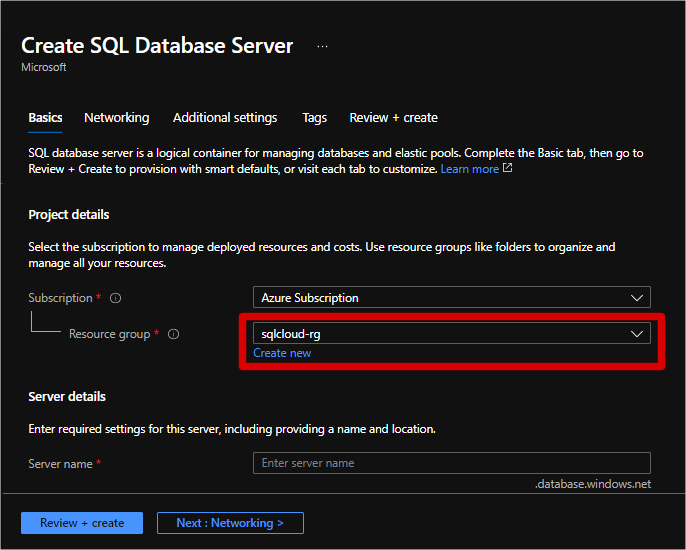 Create SQL Database Server ...
Microsoft
Basics Networking Additional settings Tags Review + create
SQL database server is a logical container for managing databases and elastic pools. Complete the Basic tab, then go to
Review + Create to provision with smart defaults, or visit each tab to customize. Learn more
Project details
Select the subscription to manage deployed resources and costs. Use resource groups like folders to organize and
manage all your resources.
Subscription * Azure Subscription
Resource group * sqlcloud-rg
Create new
Server details
Enter required settings for this server, including providing a name and location.
Server name * Enter server name
.database.windows.net
Review + create Next : Networking >